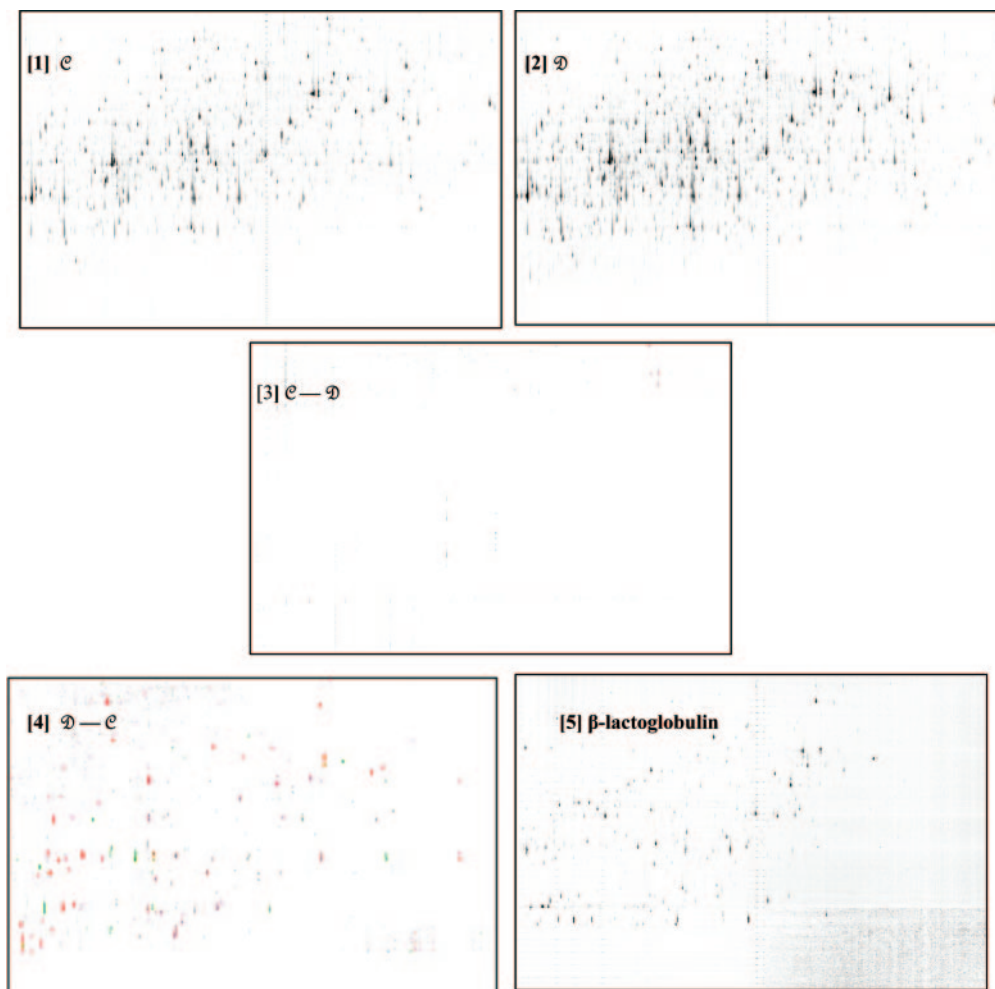 [1] 𝒞
[2] 𝒟
[3] 𝒞 — 𝒟
[4] 𝒟 — 𝒞
[5] β-lactoglobulin